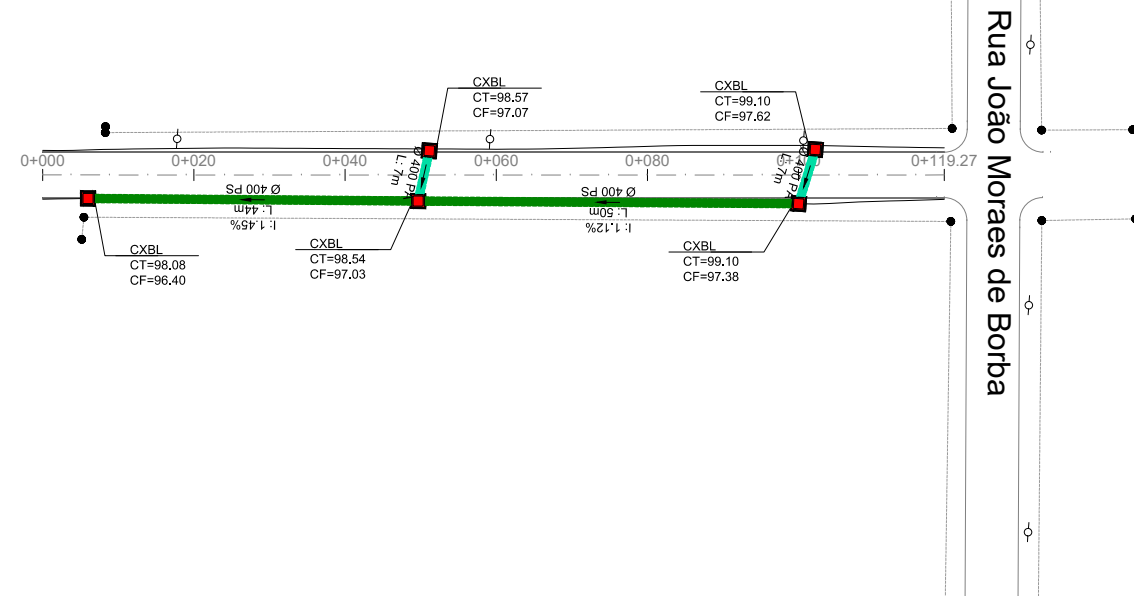 Rua João Moraes de Borba
CXBL
CT=98.57
CF=97.07
CXBL
CT=99.10
CF=97.62
0+000
0+020
0+040
0+060
0+080
0+119.27
Ø 400
L: 7m
Ø 400
7m
Ø 400 PS
L: 44m
I: 1.45%
Ø 400 PS
L: 50m
I: 1.12%
CXBL
CT=98.08
CF=96.40
CXBL
CT=98.54
CF=97.03
CXBL
CT=99.10
CF=97.38